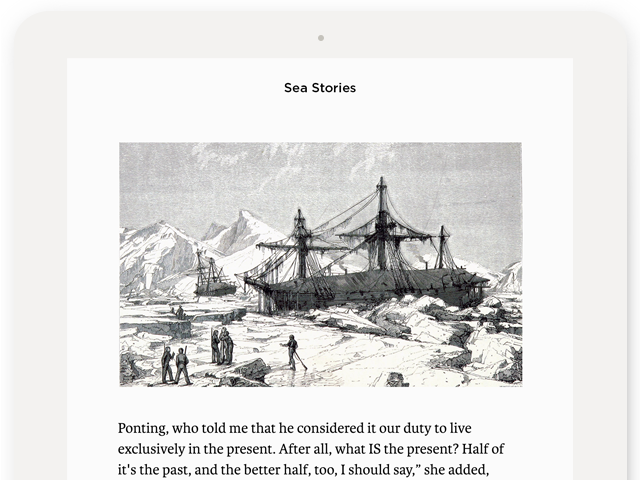 Sea Stories
Ponting, who told me that he considered it our duty to live
exclusively in the present. After all, what IS the present? Half of
it's the past, and the better half, too, I should say,” she added,